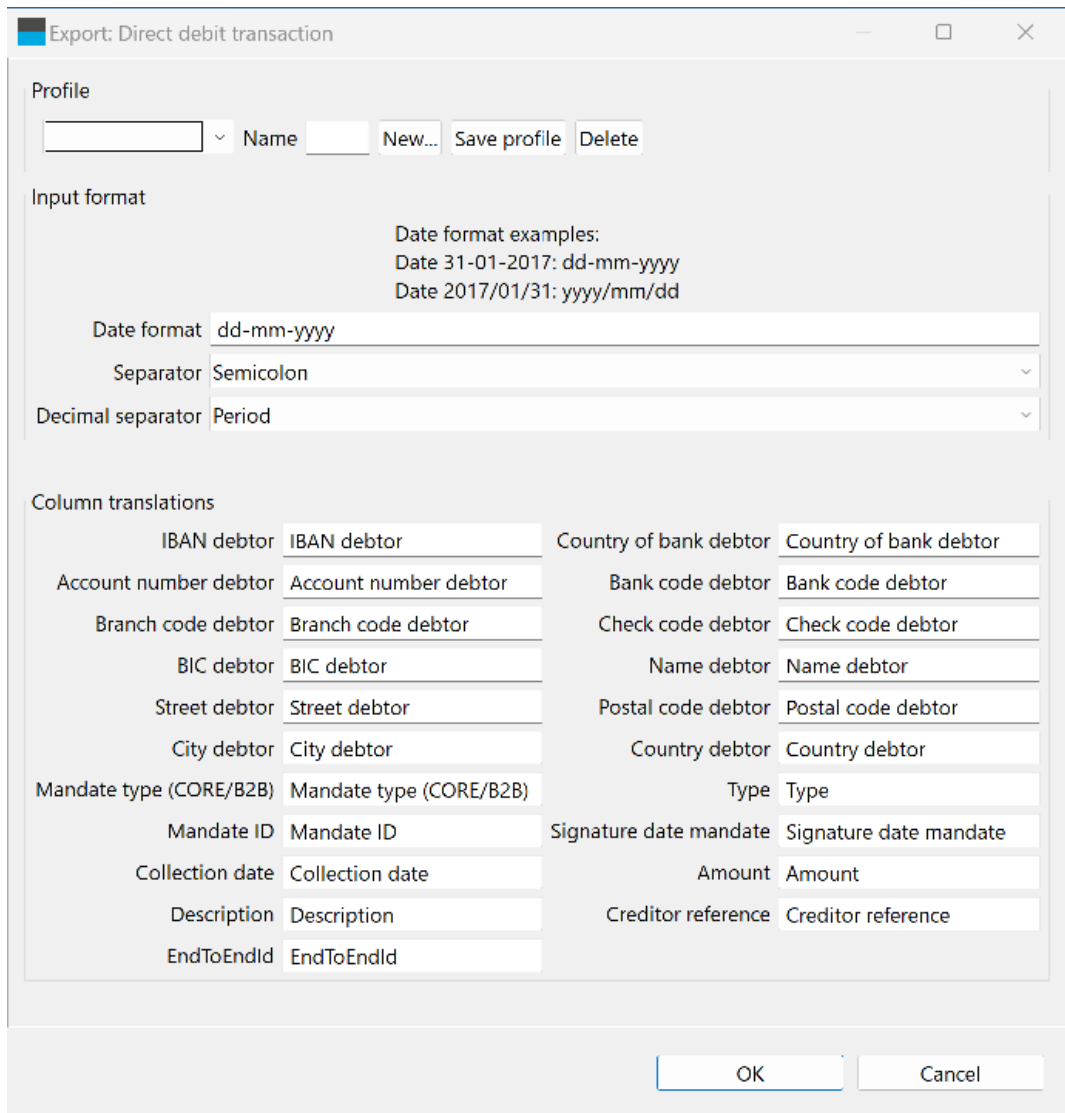 Export: Direct debit transaction
Profile
Name New... Save profile Delete
Input format
Date format examples:
Date 31-01-2017: dd-mm-yyyy
Date 2017/01/31: yyyy/mm/dd
Date format dd-mm-yyyy
Separator Semicolon
Decimal separator Period
Column translations
IBAN debtor IBAN debtor Country of bank debtor Country of bank debtor
Account number debtor Account number debtor Bank code debtor Bank code debtor
Branch code debtor Branch code debtor Check code debtor Check code debtor
BIC debtor BIC debtor Name debtor Name debtor
Street debtor Street debtor Postal code debtor Postal code debtor
City debtor City debtor Country debtor Country debtor
Mandate type (CORE/B2B) Mandate type (CORE/B2B) Type Type
Mandate ID Mandate ID Signature date mandate Signature date mandate
Collection date Collection date Amount Amount
Description Description Creditor reference Creditor reference
EndToEndId EndToEndId
OK Cancel